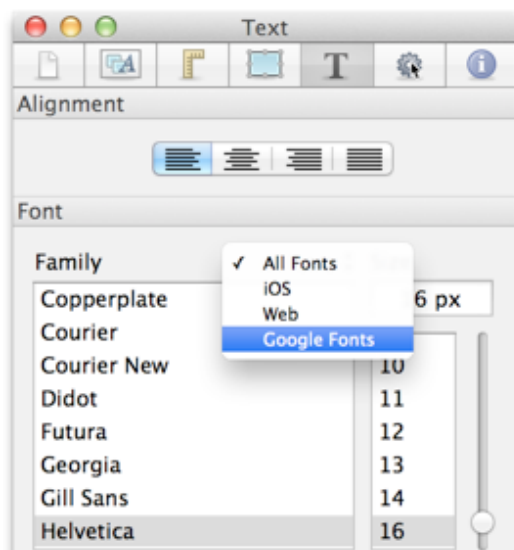 Text
T
Alignment
Font
Family
✓ All Fonts
iOS
Web
Google Fonts
6 px
Copperplate
Courier
Courier New
10
Didot
11
Futura
12
Georgia
13
Gill Sans
14
Helvetica
16